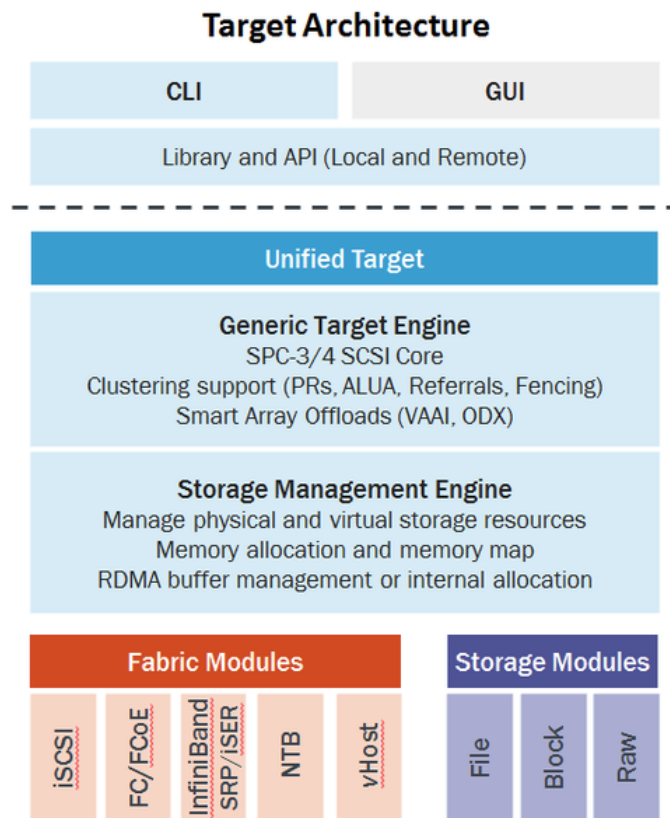 Target Architecture
CLI
GUI
Library and API (Local and Remote)
Unified Target
Generic Target Engine
SPC-3/4 SCSI Core
Clustering support (PRs, ALUA, Referrals, Fencing)
Smart Array Offloads (VAAI, ODX)
Storage Management Engine
Manage physical and virtual storage resources
Memory allocation and memory map
RDMA buffer management or internal allocation
Fabric Modules
Storage Modules
iSCSI
FC/FCoE
InfiniBand
SRP/iSER
NTB
vHost
File
Block
Raw